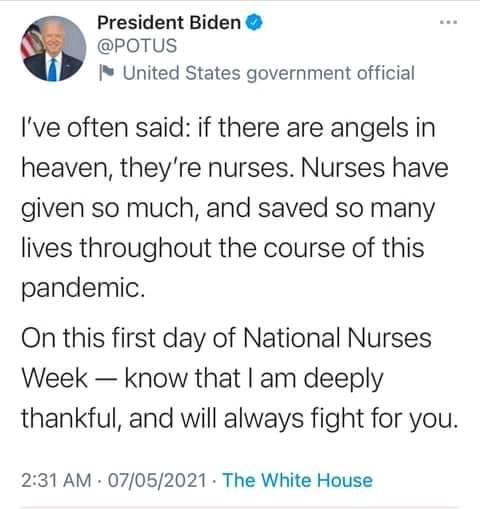 President Biden
@POTUS
United States government official
I've often said: if there are angels in
heaven, they're nurses. Nurses have
given so much, and saved so many
lives throughout the course of this
pandemic.
On this first day of National Nurses
Week — know that I am deeply
thankful, and will always fight for you.
2:31 AM · 07/05/2021 · The White House